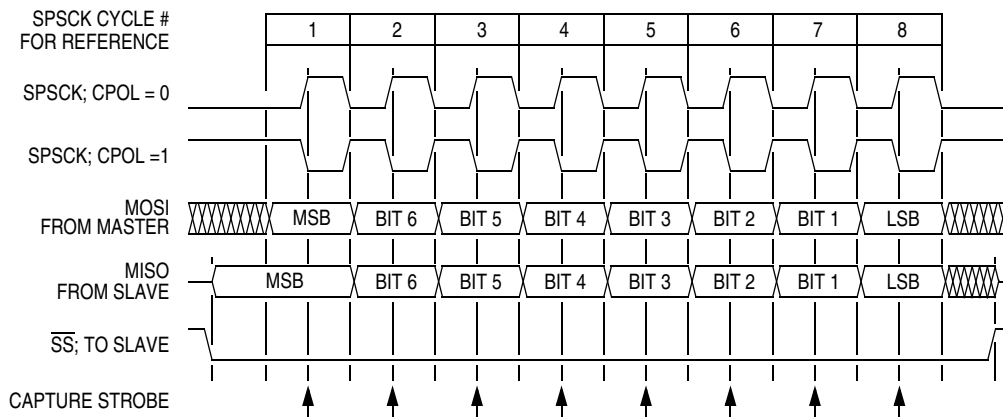 SPSCK CYCLE #
FOR REFERENCE
1 2 3 4 5 6 7 8
SPSCK; CPOL = 0
SPSCK; CPOL =1
MOSI
FROM MASTER
MSB BIT 6 BIT 5 BIT 4 BIT 3 BIT 2 BIT 1 LSB
MISO
FROM SLAVE
MSB BIT 6 BIT 5 BIT 4 BIT 3 BIT 2 BIT 1 LSB
SS; TO SLAVE
CAPTURE STROBE